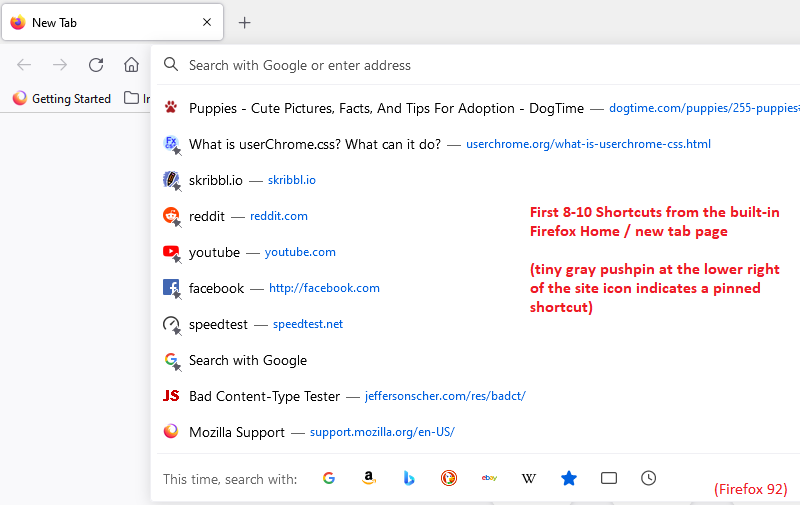 New Tab
Getting Started
Search with Google or enter address
Puppies - Cute Pictures, Facts, And Tips For Adoption - DogTime — dogtime.com/puppies/255-puppies
What is userChrome.css? What can it do? — userchrome.org/what-is-userchrome-css.html
skribbl.io — skribbl.io
reddit — reddit.com
youtube — youtube.com
facebook — http://facebook.com
speedtest — speedtest.net
Search with Google
Bad Content-Type Tester — jeffersonscher.com/res/badct/
Mozilla Support — support.mozilla.org/en-US/
First 8-10 Shortcuts from the built-in
Firefox Home / new tab page
(tiny gray pushpin at the lower right
of the site icon indicates a pinned
shortcut)
This time, search with:
(Firefox 92)